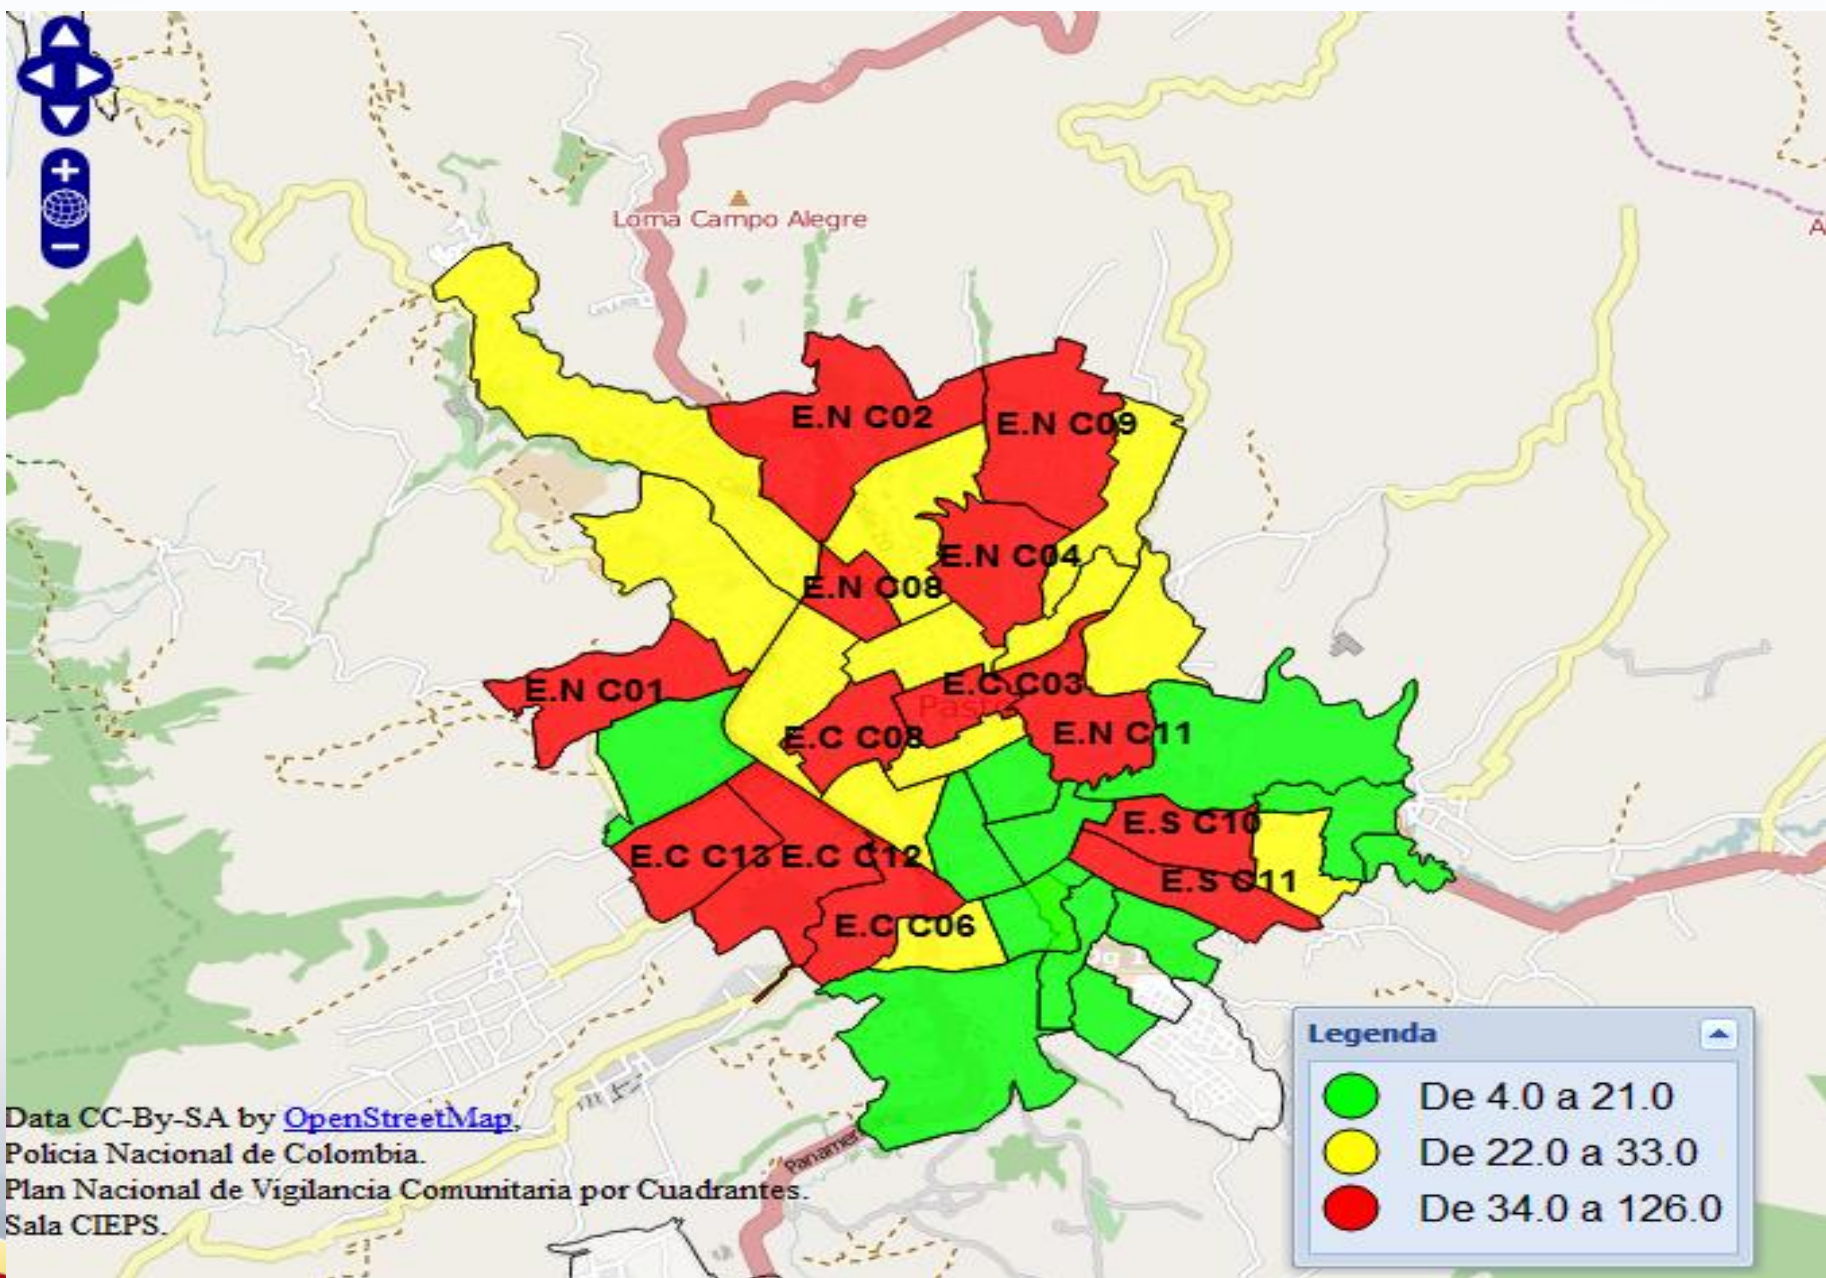 Loma Campo Alegre
A
E.N C02
E.N C09
E.N C04
E.N C08
E.N C01
E.C C03
Pasto
E.C C08
E.N C11
E.S C10
E.C C13
E.C C12
E.S C11
E.C C06
Legenda
De 4.0 a 21.0
De 22.0 a 33.0
De 34.0 a 126.0
Data CC-By-SA by OpenStreetMap,
Policia Nacional de Colombia.
Plan Nacional de Vigilancia Comunitaria por Cuadrantes.
Sala CIEPS.